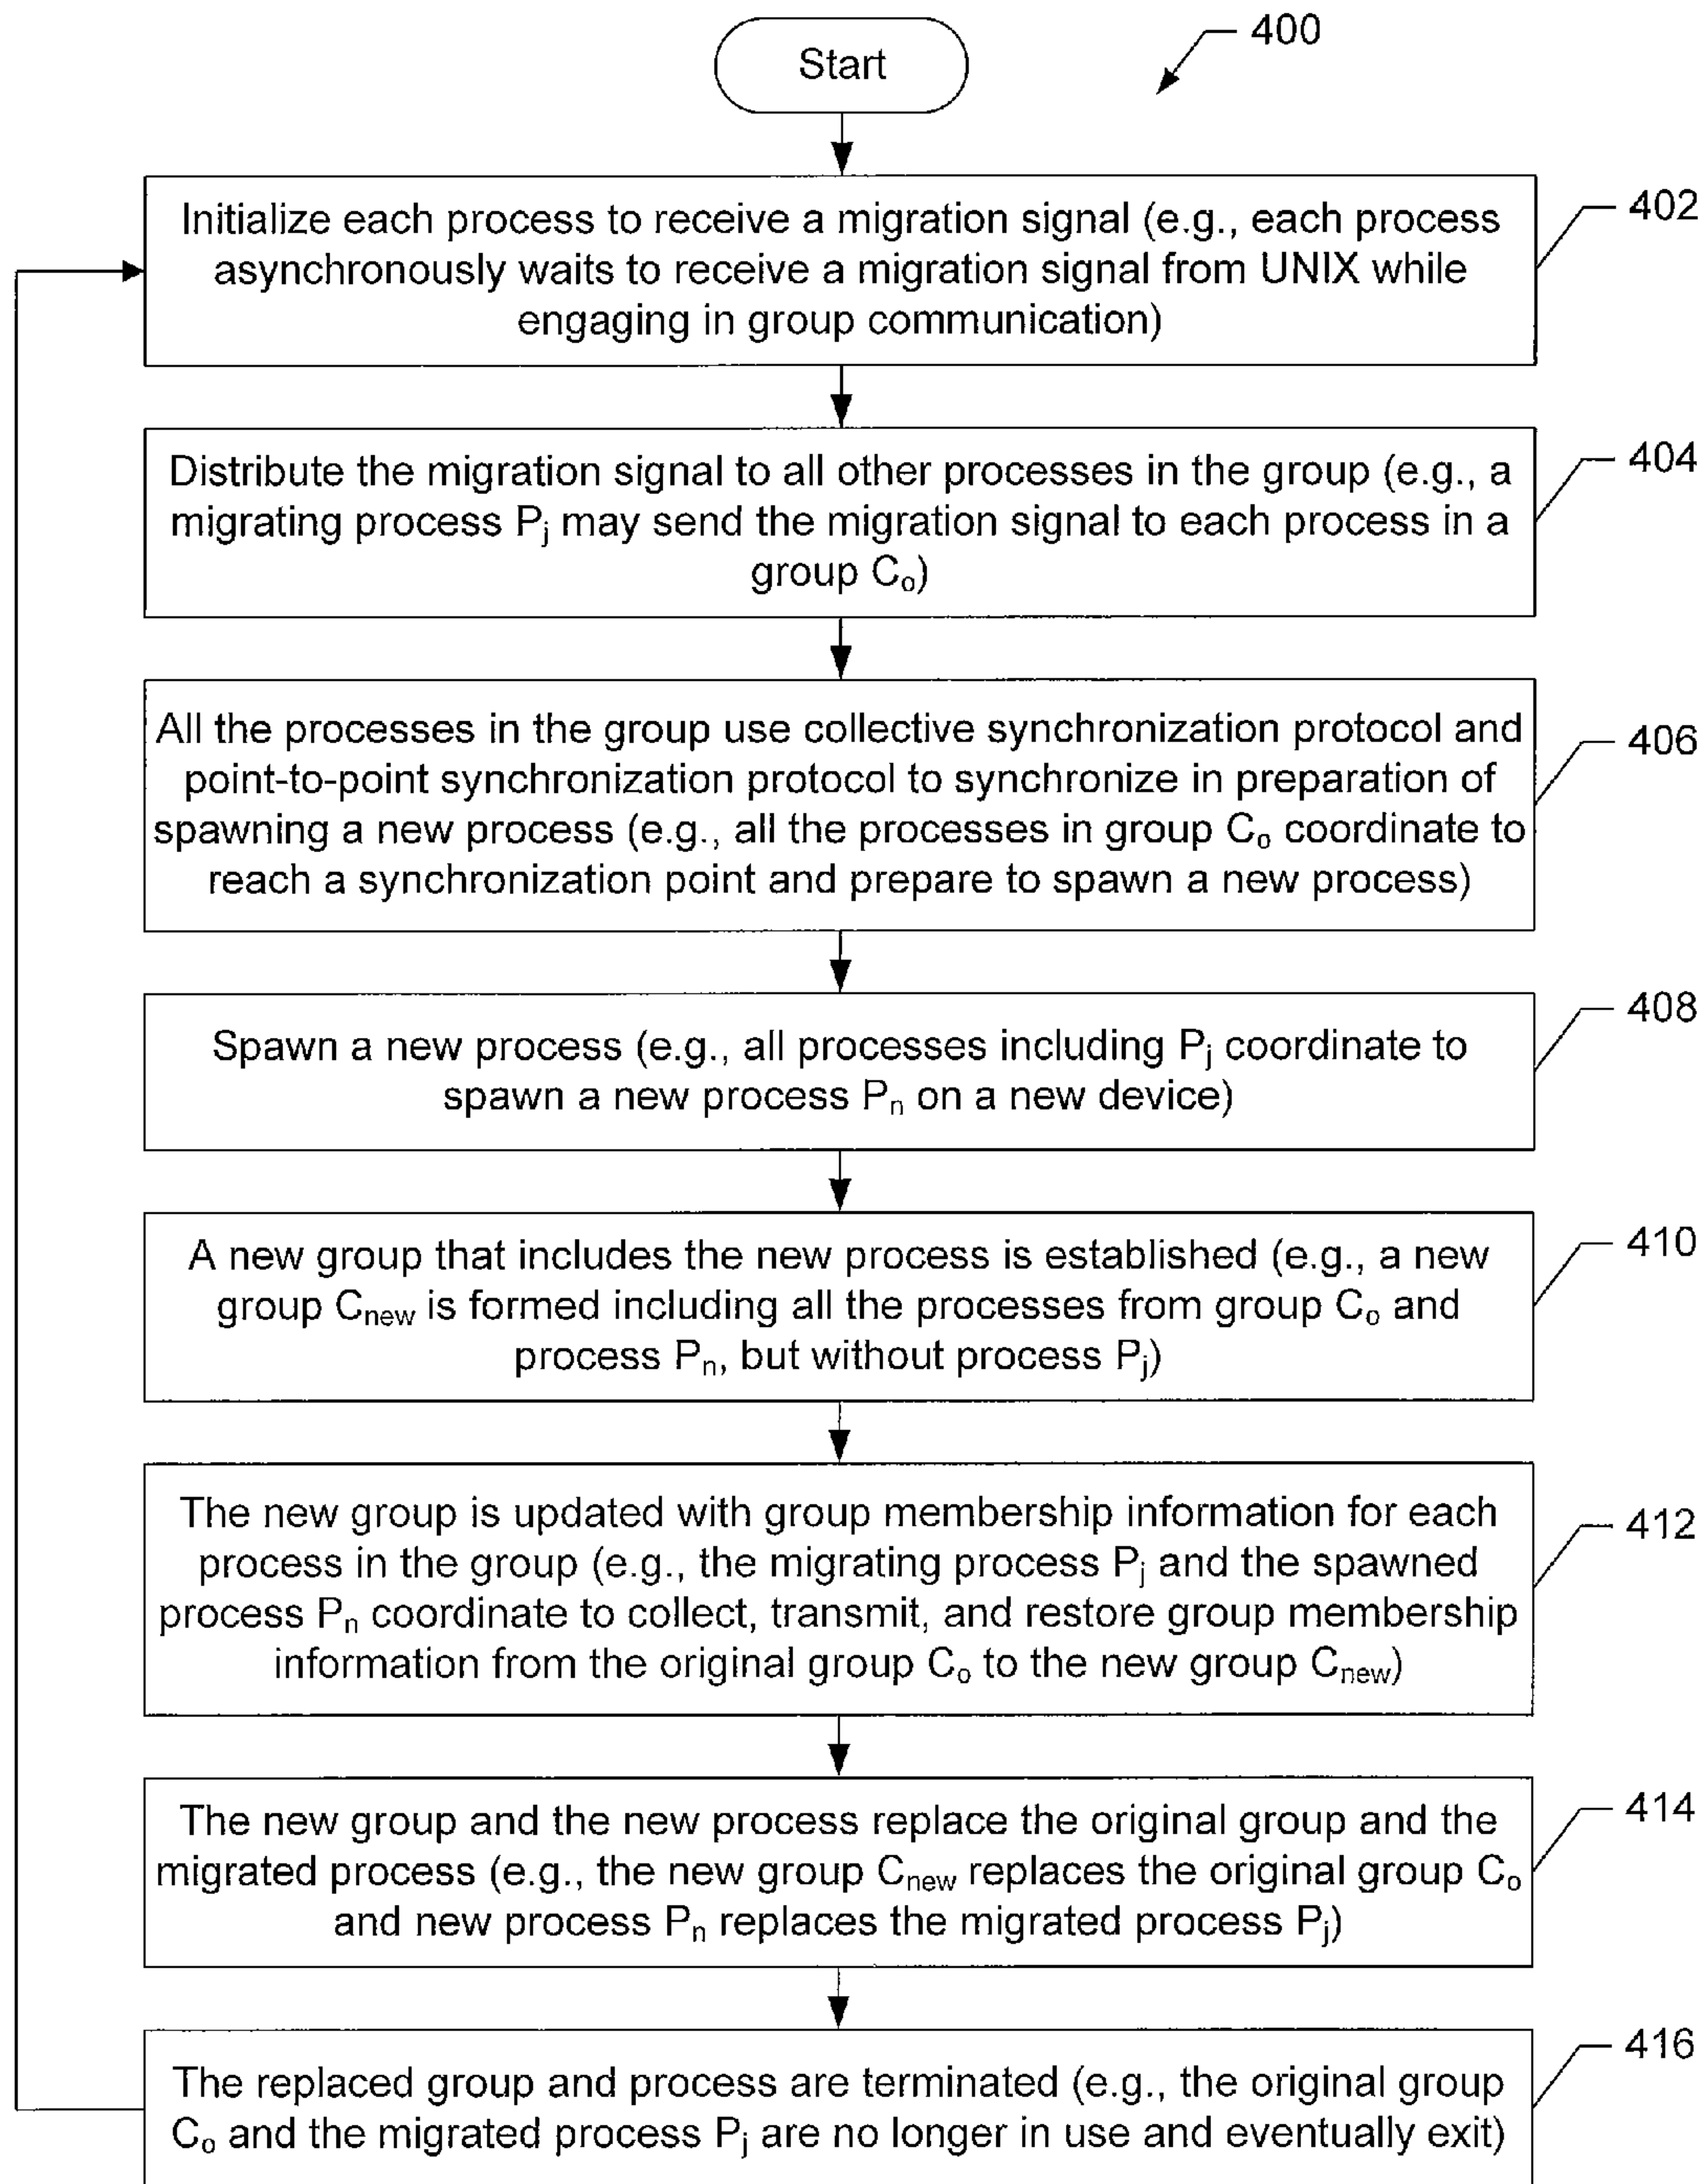 Start
400
Initialize each process to receive a migration signal (e.g., each process
asynchronously waits to receive a migration signal from UNIX while
engaging in group communication)
402
Distribute the migration signal to all other processes in the group (e.g., a
migrating process Pj may send the migration signal to each process in a
group Co)
404
All the processes in the group use collective synchronization protocol and
point-to-point synchronization protocol to synchronize in preparation of
spawning a new process (e.g., all the processes in group Co coordinate to
reach a synchronization point and prepare to spawn a new process)
406
Spawn a new process (e.g., all processes including Pj coordinate to
spawn a new process Pn on a new device)
408
A new group that includes the new process is established (e.g., a new
group Cnew is formed including all the processes from group Co and
process Pn, but without process Pj)
410
The new group is updated with group membership information for each
process in the group (e.g., the migrating process Pj and the spawned
process Pn coordinate to collect, transmit, and restore group membership
information from the original group Co to the new group Cnew)
412
The new group and the new process replace the original group and the
migrated process (e.g., the new group Cnew replaces the original group Co
and new process Pn replaces the migrated process Pj)
414
The replaced group and process are terminated (e.g., the original group
Co and the migrated process Pj are no longer in use and eventually exit)
416